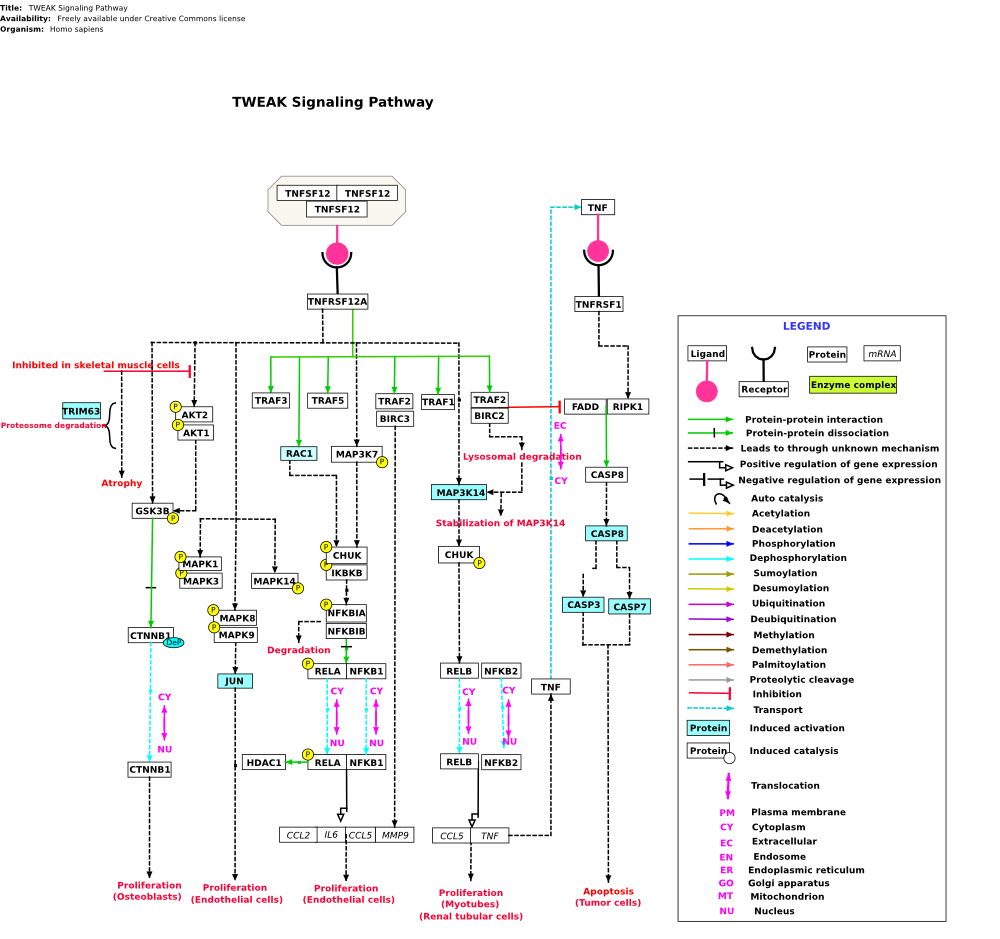 Title: TWEAK Signaling Pathway
Availability: Freely available under Creative Commons license
Organism: Homo sapiens
TWEAK Signaling Pathway
TNFSF12 TNFSF12
TNFSF12
TNF
TNFRSF12A
TNFRSF1
Inhibited in skeletal muscle cells
TRIM63
Proteosome degradation
Atrophy
P
AKT2
P
AKT1
TRAF3
TRAF5
TRAF2
BIRC3
TRAF1
TRAF2
BIRC2
FADD RIPK1
EC
CY
RAC1
MAP3K7
P
Lysosomal degradation
MAP3K14
Stabilization of MAP3K14
CASP8
CASP8
CASP3
CASP7
GSK3B
P
P
MAPK1
P
MAPK3
MAPK14
P
P
CHUK
P
IKBKB
CHUK
P
P
MAPK8
P
MAPK9
P
NFKBIA
NFKBIB
Degradation
CTNNB1
DeP
JUN
P
RELA NFKB1
RELB NFKB2
TNF
CY
NU
CY
NU
CY
NU
CY
NU
CY
NU
CTNNB1
HDAC1
P
RELA NFKB1
RELB NFKB2
CCL2 IL6 CCL5 MMP9
CCL5 TNF
Proliferation
(Osteoblasts)
Proliferation
(Endothelial cells)
Proliferation
(Endothelial cells)
Proliferation
(Myotubes)
(Renal tubular cells)
Apoptosis
(Tumor cells)
LEGEND
Ligand
Receptor
Protein
mRNA
Enzyme complex
Protein-protein interaction
Protein-protein dissociation
Leads to through unknown mechanism
Positive regulation of gene expression
Negative regulation of gene expression
Auto catalysis
Acetylation
Deacetylation
Phosphorylation
Dephosphorylation
Sumoylation
Desumoylation
Ubiquitination
Deubiquitination
Methylation
Demethylation
Palmitoylation
Proteolytic cleavage
Inhibition
Transport
Protein Induced activation
Protein Induced catalysis
Translocation
PM Plasma membrane
CY Cytoplasm
EC Extracellular
EN Endosome
ER Endoplasmic reticulum
GO Golgi apparatus
MT Mitochondrion
NU Nucleus